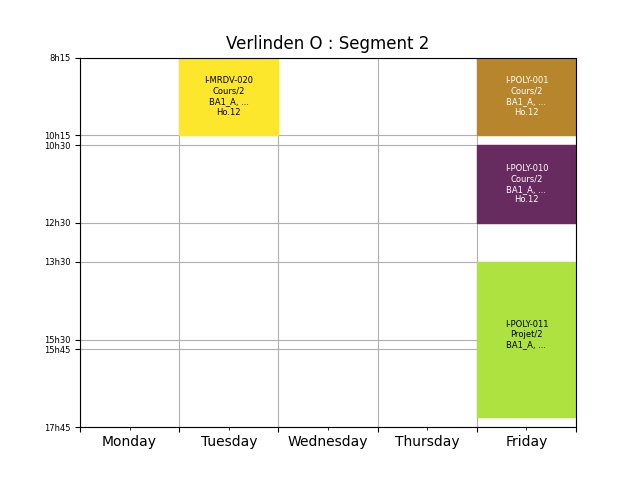 Verlinden O : Segment 2
8h15
10h15
10h30
12h30
13h30
15h30
15h45
17h45
I-MRDV-020
Cours/2
BA1_A, ...
Ho.12
I-POLY-001
Cours/2
BA1_A, ...
Ho.12
I-POLY-010
Cours/2
BA1_A, ...
Ho.12
I-POLY-011
Projet/2
BA1_A, ...
Monday
Tuesday
Wednesday
Thursday
Friday